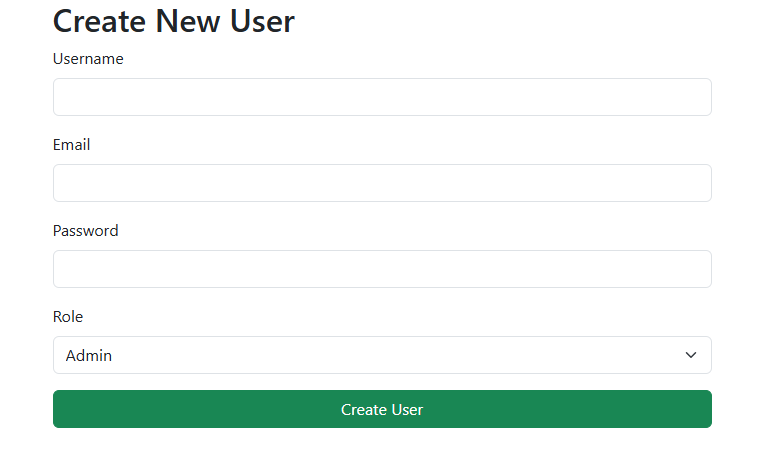 Create New User
Username
Email
Password
Role
Admin
Create User